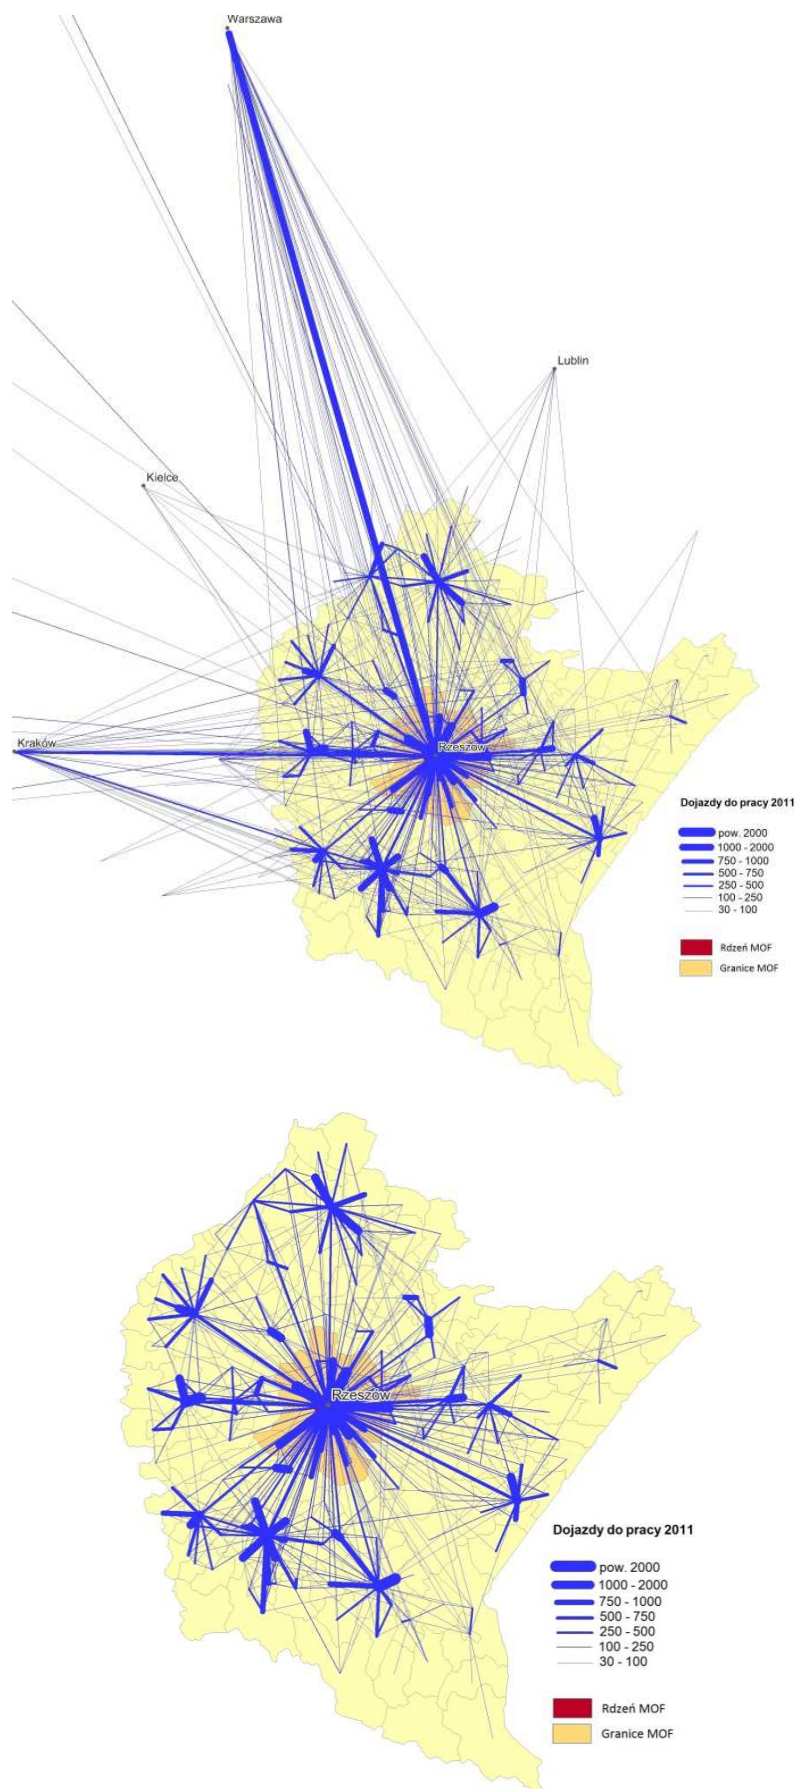 Warszawa
Lublin
Kielce
Kraków
Rzeszów
Dojazdy do pracy 2011
pow. 2000
1000 - 2000
750 - 1000
500 - 750
250 - 500
100 - 250
30 - 100
Rdzeń MOF
Granice MOF
Rzeszów
Dojazdy do pracy 2011
pow. 2000
1000 - 2000
750 - 1000
500 - 750
250 - 500
100 - 250
30 - 100
Rdzeń MOF
Granice MOF